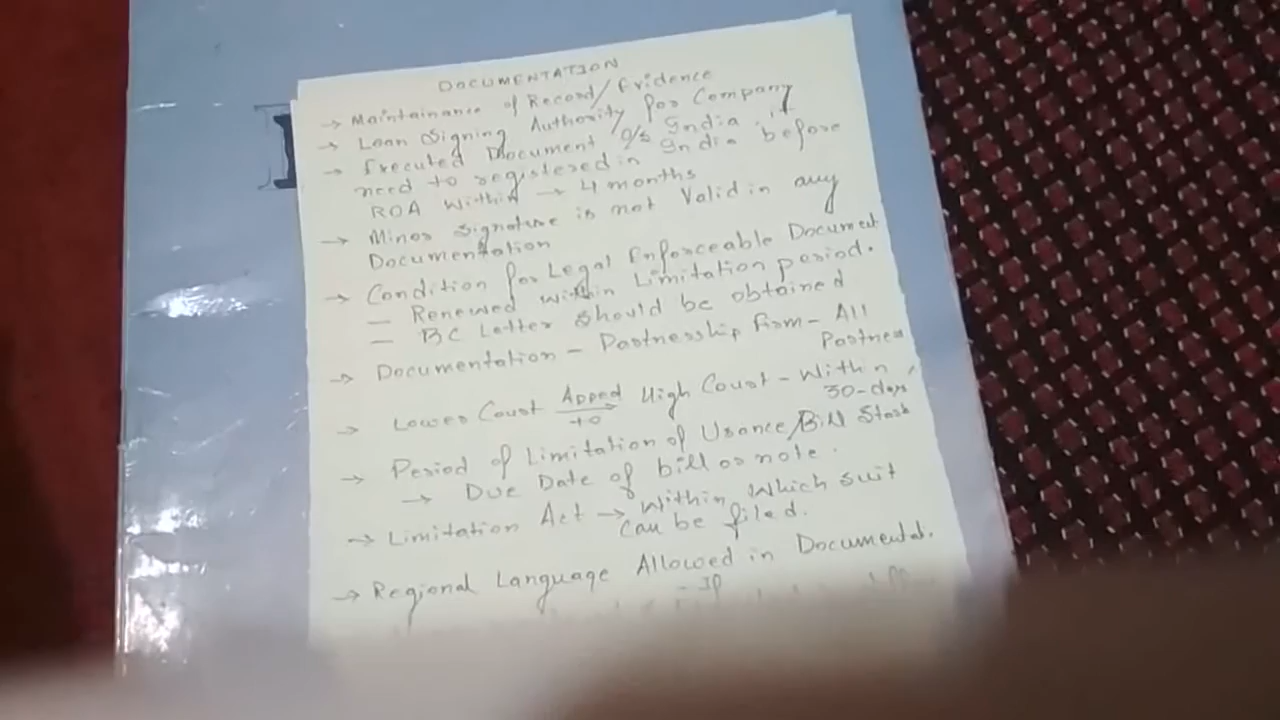 DOCUMENTATION
→ Maintainance of Record/Evidence
→ Loan Signing Authority for Company
→ Executed Document O/s India, if
need to registered in India before
ROA within → 4 months
→ Minor signature is not Valid in any
Documentation
→ Condition for Legal Enforceable Document
— Renewed within Limitation period.
— BC Letter should be obtained
→ Documentation - Partnership Firm - All
Partner
→ Lower Court Appeal to → High Court - Within
30-days
→ Period of Limitation of Usance Bill
→ Due Date of bill or note.
→ Limitation Act → Within Which suit
can be filed.
→ Regional Language Allowed in
- If